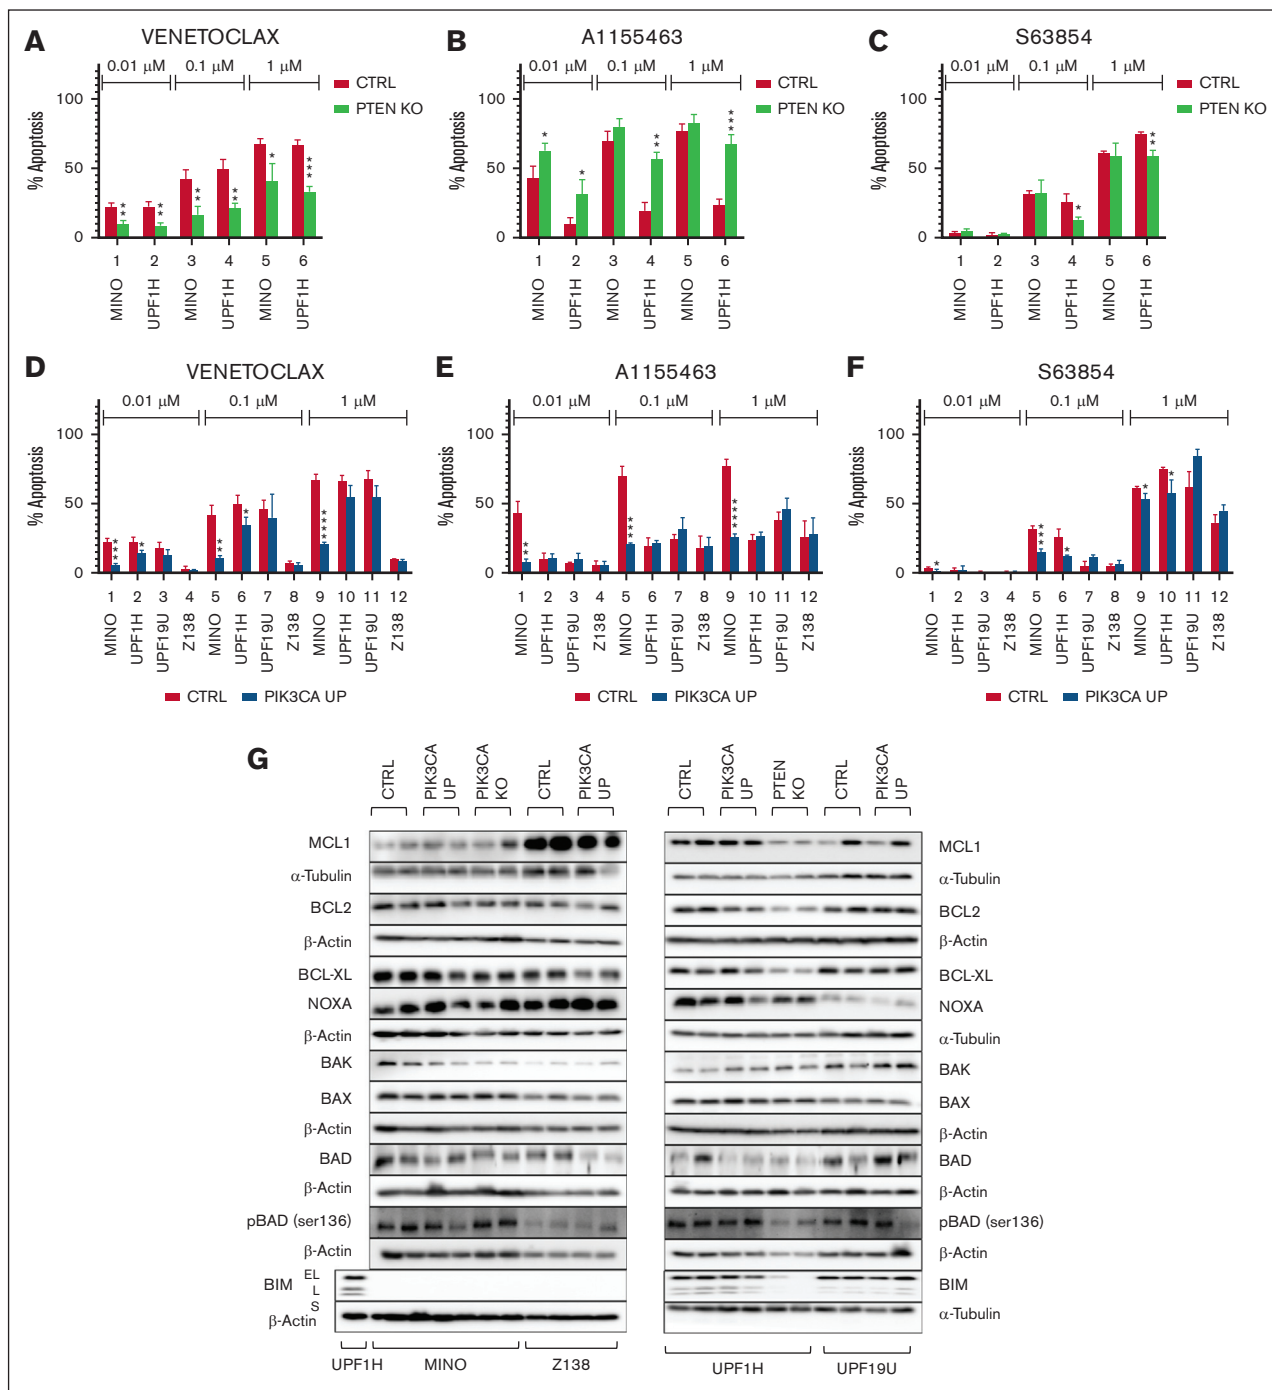 A VENETOCLAX
0.01 µM 0.1 µM 1 µM
CTRL
PTEN KO
% Apoptosis
100
50
0
** ** ** ** * ***
1 2 3 4 5 6
MINO UPF1H MINO UPF1H MINO UPF1H
B A1155463
0.01 µM 0.1 µM 1 µM
CTRL
PTEN KO
% Apoptosis
100
50
0
* * ** ***
1 2 3 4 5 6
MINO UPF1H MINO UPF1H MINO UPF1H
C S63854
0.01 µM 0.1 µM 1 µM
CTRL
PTEN KO
% Apoptosis
100
50
0
* **
1 2 3 4 5 6
MINO UPF1H MINO UPF1H MINO UPF1H
D VENETOCLAX
0.01 µM 0.1 µM 1 µM
% Apoptosis
100
50
0
*** * ** * ****
1 2 3 4 5 6 7 8 9 10 11 12
MINO UPF1H UPF19U Z138 MINO UPF1H UPF19U Z138 MINO UPF1H UPF19U Z138
CTRL PIK3CA UP
E A1155463
0.01 µM 0.1 µM 1 µM
% Apoptosis
100
50
0
** *** ****
1 2 3 4 5 6 7 8 9 10 11 12
MINO UPF1H UPF19U Z138 MINO UPF1H UPF19U Z138 MINO UPF1H UPF19U Z138
CTRL PIK3CA UP
F S63854
0.01 µM 0.1 µM 1 µM
% Apoptosis
100
50
0
* **** * * *
1 2 3 4 5 6 7 8 9 10 11 12
MINO UPF1H UPF19U Z138 MINO UPF1H UPF19U Z138 MINO UPF1H UPF19U Z138
CTRL PIK3CA UP
G
CTRL PIK3CA UP PIK3CA KO CTRL PIK3CA UP
MCL1
α-Tubulin
BCL2
β-Actin
BCL-XL
NOXA
β-Actin
BAK
BAX
β-Actin
BAD
β-Actin
pBAD (ser136)
β-Actin
BIM EL
L
S
β-Actin
UPF1H MINO Z138
CTRL PIK3CA UP PTEN KO CTRL PIK3CA UP
MCL1
α-Tubulin
BCL2
β-Actin
BCL-XL
NOXA
α-Tubulin
BAK
BAX
β-Actin
BAD
β-Actin
pBAD (ser136)
β-Actin
BIM
α-Tubulin
UPF1H UPF19U